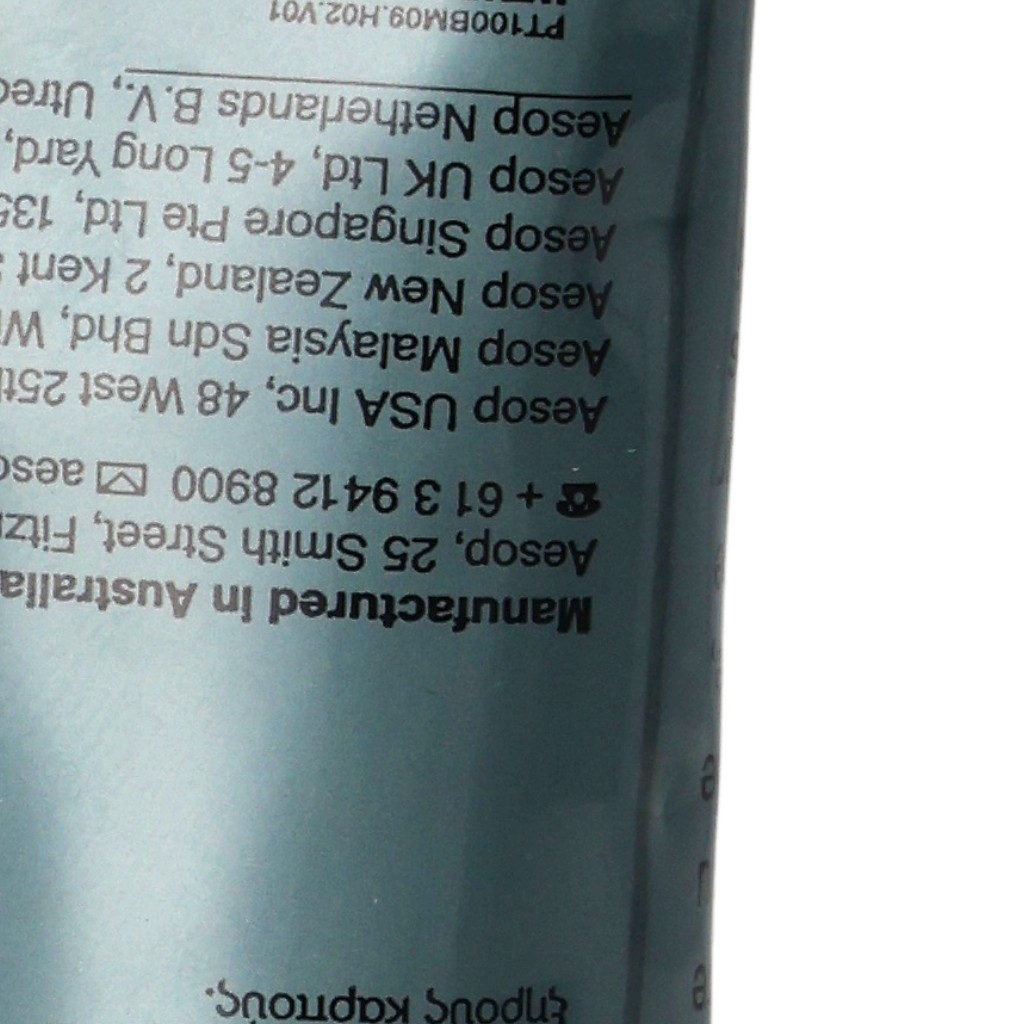 ξηρούς καρπούς.
Manufactured in Australia
Aesop, 25 Smith Street,
☎ + 61 3 9412 8900 ✉
Aesop USA Inc, 48 West
Aesop Malaysia Sdn Bhd,
Aesop New Zealand, 2 Kent
Aesop Singapore Pte Ltd,
Aesop UK Ltd, 4-5 Long Yard,
Aesop Netherlands B.V.,
PT100BM09.H02.V01